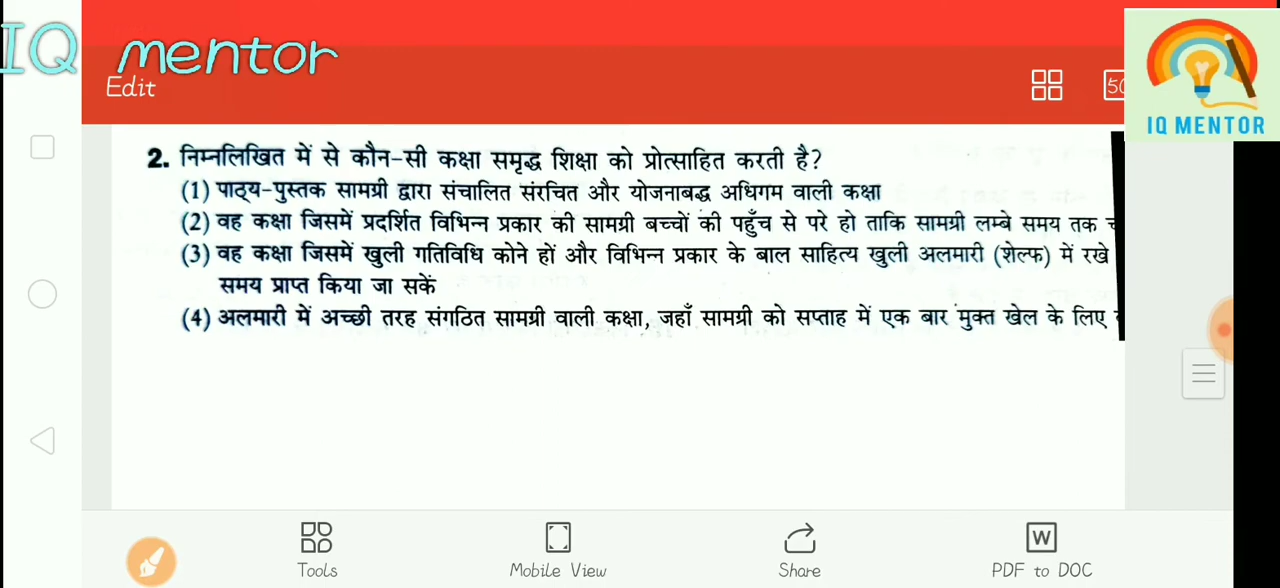 IQ mentor
Edit
50
IQ MENTOR
2. निम्नलिखित में से कौन-सी कक्षा समृद्ध शिक्षा को प्रोत्साहित करती है?
(1) पाठ्य-पुस्तक सामग्री द्वारा संचालित संरचित और योजनाबद्ध अधिगम वाली कक्षा
(2) वह कक्षा जिसमें प्रदर्शित विभिन्न प्रकार की सामग्री बच्चों की पहुँच से परे हो ताकि सामग्री लम्बे समय तक
(3) वह कक्षा जिसमें खुली गतिविधि कोने हों और विभिन्न प्रकार के बाल साहित्य खुली अलमारी (शेल्फ) में रखे
समय प्राप्त किया जा सकें
(4) अलमारी में अच्छी तरह संगठित सामग्री वाली कक्षा, जहाँ सामग्री को सप्ताह में एक बार मुक्त खेल के लिए
W
Tools
Mobile View
Share
PDF to DOC